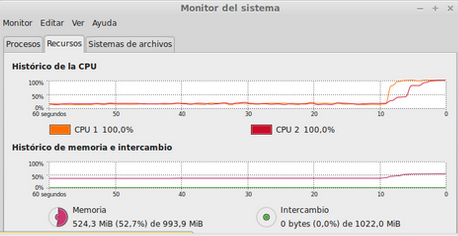 Monitor del sistema
Monitor Editar Ver Ayuda
Procesos Recursos Sistemas de archivos
Histórico de la CPU
100%
50%
0%
60 segundos 50 40 30 20 10 0
CPU 1 100,0% CPU 2 100,0%
Histórico de memoria e intercambio
100%
50%
0%
60 segundos 50 40 30 20 10 0
Memoria Intercambio
524,3 MiB (52,7%) de 993,9 MiB 0 bytes (0,0%) de 1022,0 MiB